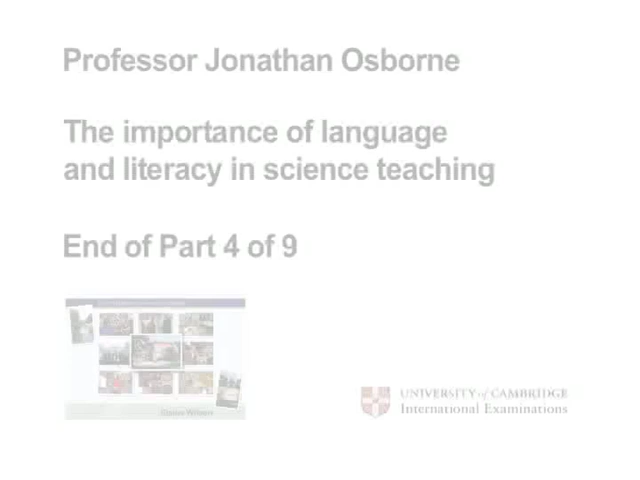 Professor Jonathan Osborne
The importance of language
and literacy in science teaching
End of Part 4 of 9
UNIVERSITY of CAMBRIDGE
International Examinations